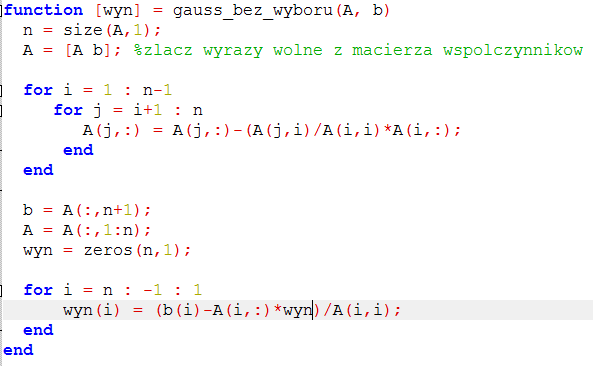 function [wyn] = gauss_bez_wyboru(A, b)
n = size(A,1);
A = [A b]; %zlacz wyrazy wolne z macierza wspolczynnikow
for i = 1 : n-1
for j = i+1 : n
A(j,:) = A(j,:)-(A(j,i)/A(i,i)*A(i,:);
end
end
b = A(:,n+1);
A = A(:,1:n);
wyn = zeros(n,1);
for i = n : -1 : 1
wyn(i) = (b(i)-A(i,:)*wyn)/A(i,i);
end
end